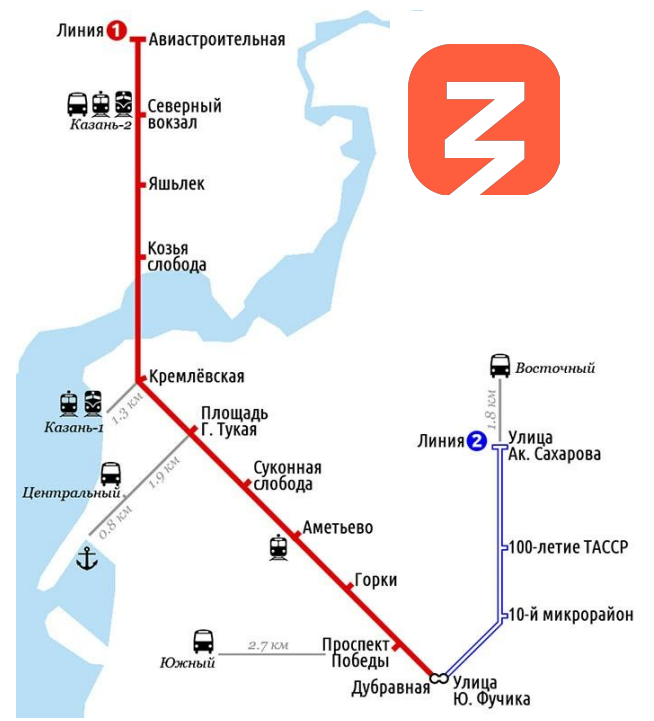 Линия 1
Авиастроительная
Северный
вокзал
Казань-2
Яшьлек
Козья
слобода
Кремлёвская
1.3 км
Казань-1
Площадь
Г. Тукая
Восточный
1.8 км
Линия 2
Улица
Ак. Сахарова
Суконная
слобода
Центральный
1.9 км
0.8 км
Аметьево
100-летие ТАССР
Горки
10-й микрорайон
Проспект
Победы
2.7 км
Южный
Дубравная
Улица
Ю. Фучика